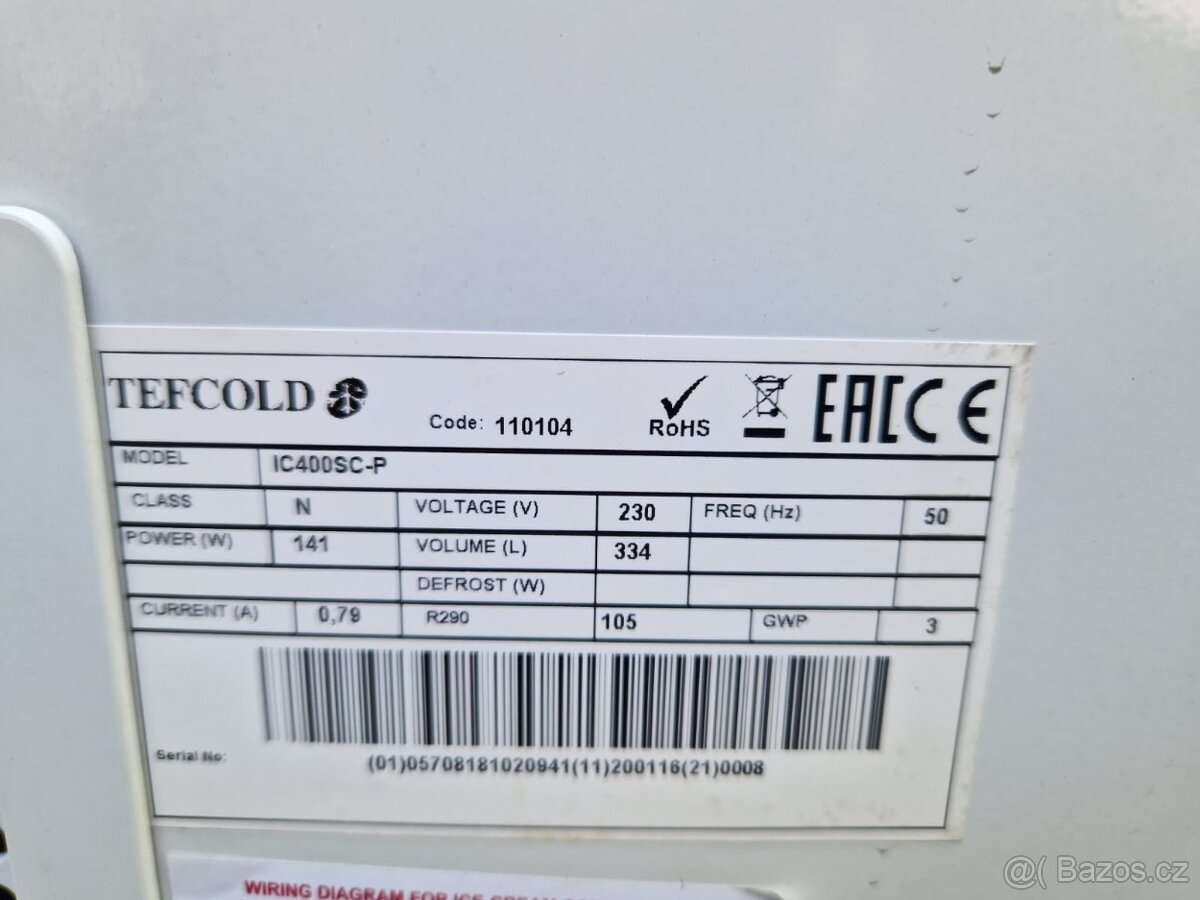 TEFCOLD
Code: 110104
RoHS
EAC CE
MODEL IC400SC-P
CLASS N VOLTAGE (V) 230 FREQ (Hz) 50
POWER (W) 141 VOLUME (L) 334
DEFROST (W)
CURRENT (A) 0,79 R290 105 GWP 3
Serial No:
(01)05708181020941(11)200116(21)0008
WIRING DIAGRAM FOR ICE CREAM
@( Bazos.cz